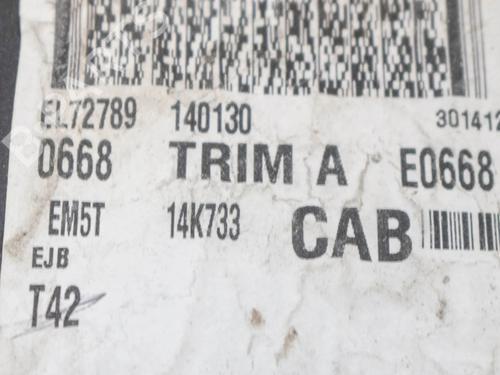 EL72789 140130 301412
0668 TRIM A E0668
EM5T 14K733 CAB
EJB
T42